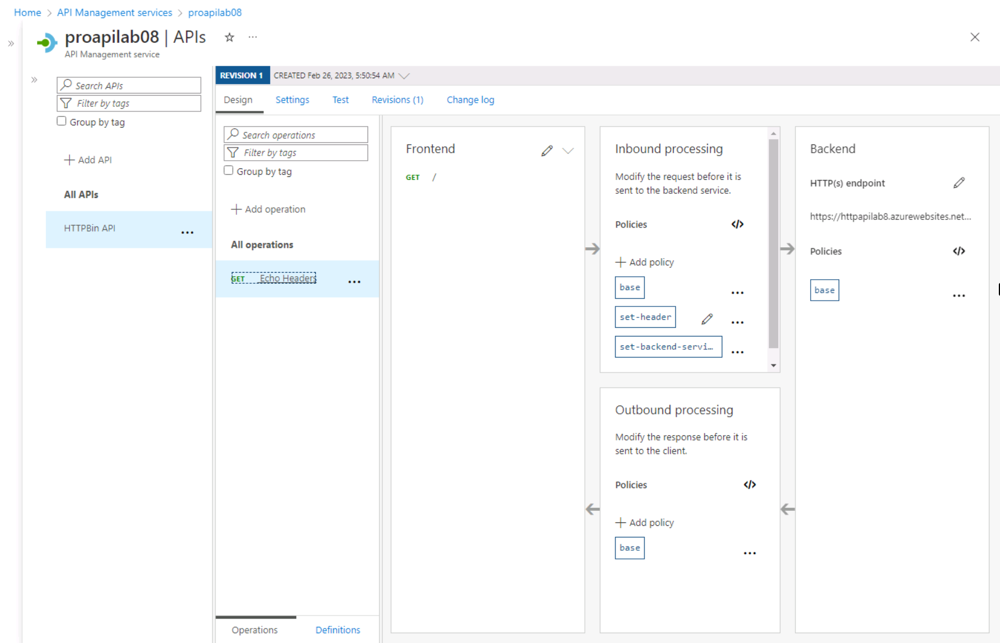 Home > API Management services > proapilab08
proapilab08 | APIs
API Management service
Search APIs
Filter by tags
Group by tag
Add API
All APIs
HTTPBin API
REVISION 1 CREATED Feb 26, 2023, 5:50:54 AM
Design Settings Test Revisions (1) Change log
Search operations
Filter by tags
Group by tag
Add operation
All operations
GET Echo Headers
Operations Definitions
Frontend
GET /
Inbound processing
Modify the request before it is
sent to the backend service.
Policies </>
Add policy
base
set-header
set-backend-servi...
Outbound processing
Modify the response before it is
sent to the client.
Policies </>
Add policy
base
Backend
HTTP(s) endpoint
https://httpapilab8.azurewebsites.net...
Policies </>
base